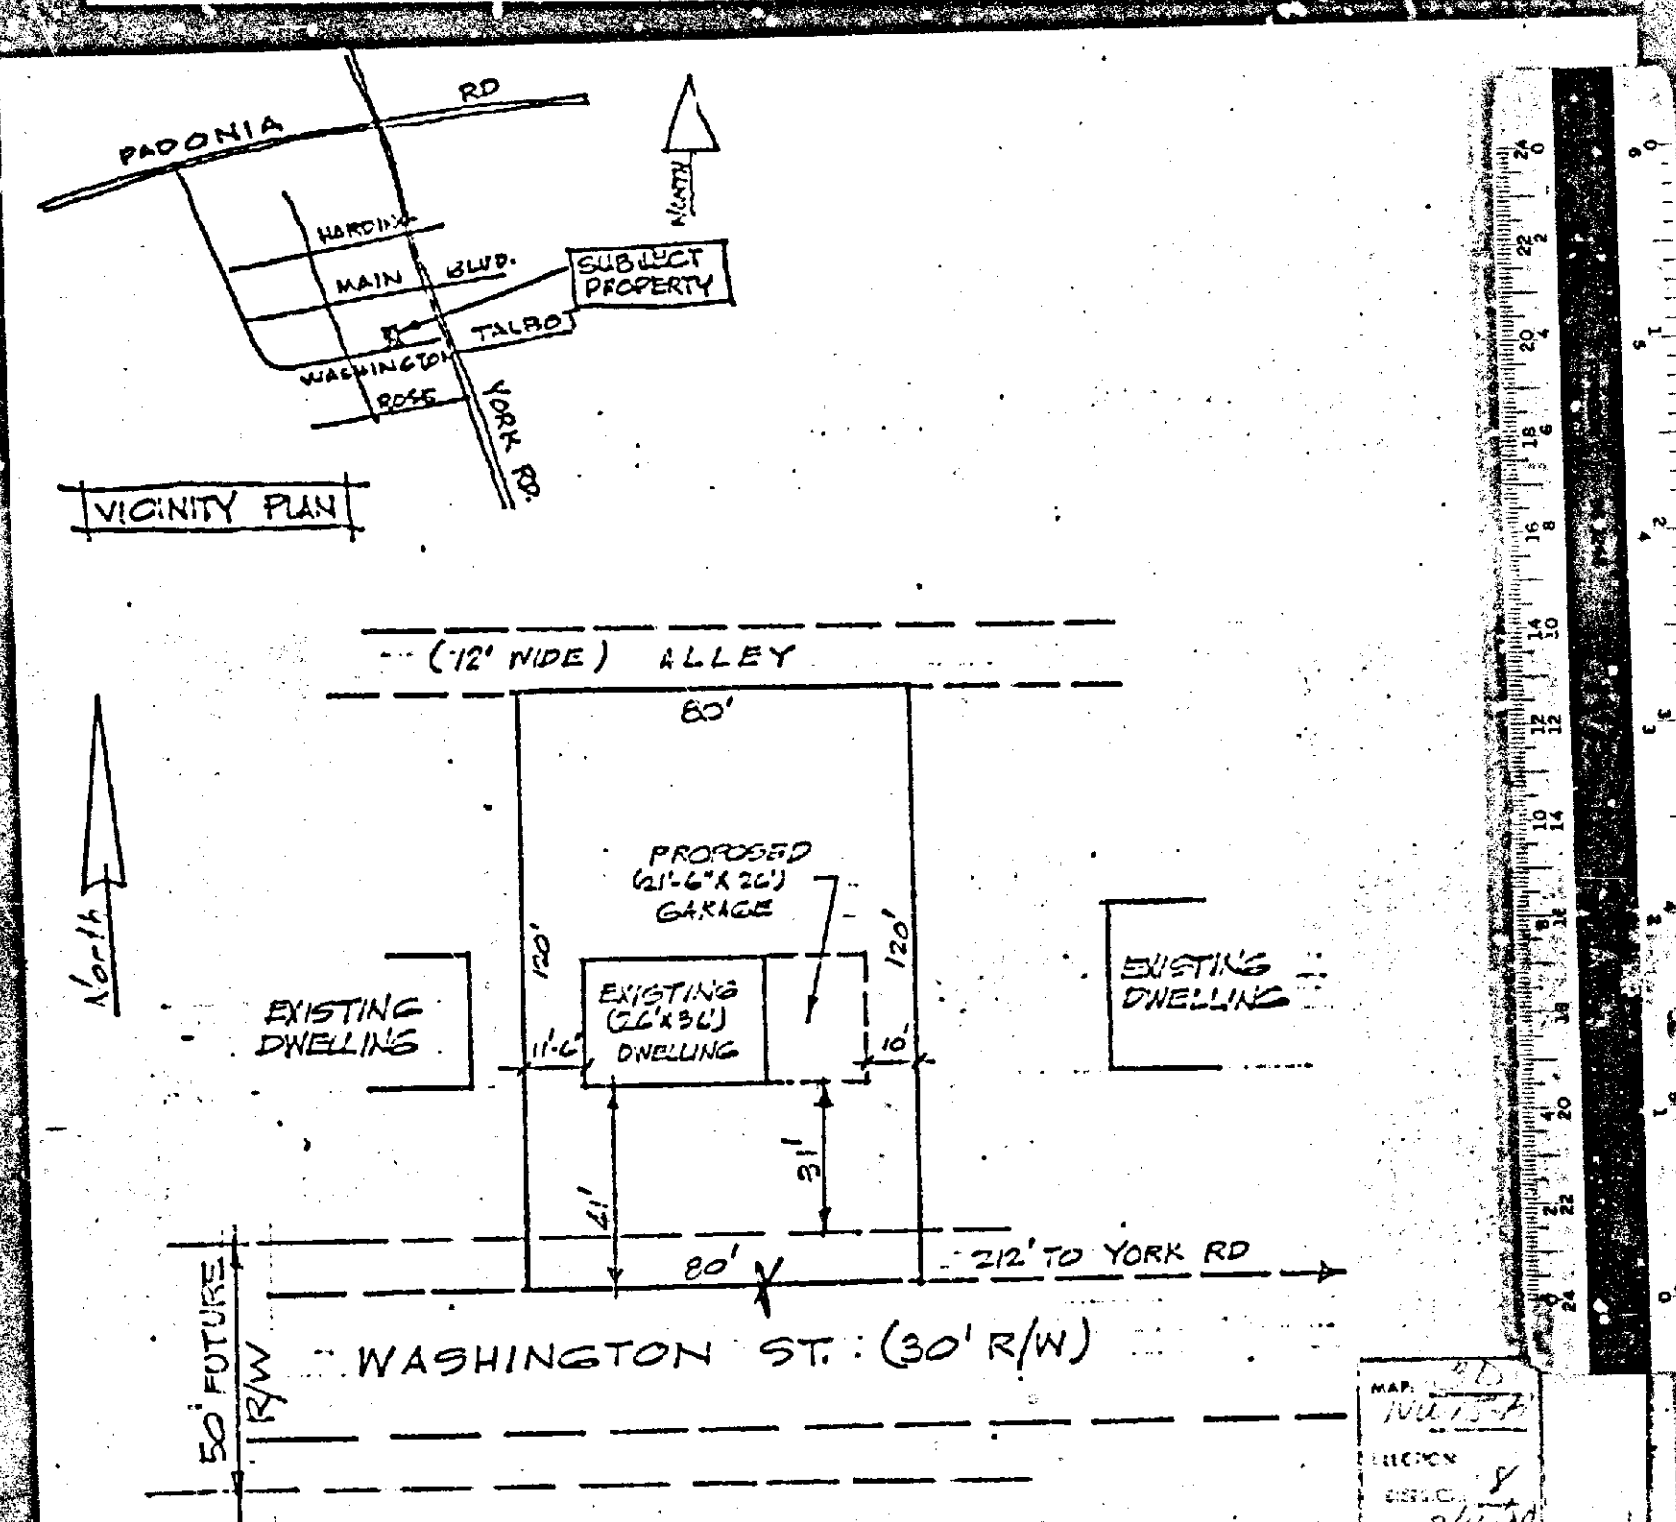 PADONIA RD
NORTH
HARDING
MAIN BLVD.
SUBJECT
PROPERTY
TALBOT
WASHINGTON
ROSE
YORK RD.
VICINITY PLAN
(12' WIDE) ALLEY
80'
North
PROPOSED
(21'-6" X 26')
GARAGE
120'
120'
EXISTING
DWELLING
EXISTING
(26' X 36')
DWELLING
EXISTING
DWELLING
11'-6"
10'
41'
31'
80'
212' TO YORK RD
50' FUTURE
R/W
WASHINGTON ST. (30' R/W)
MAP:
8